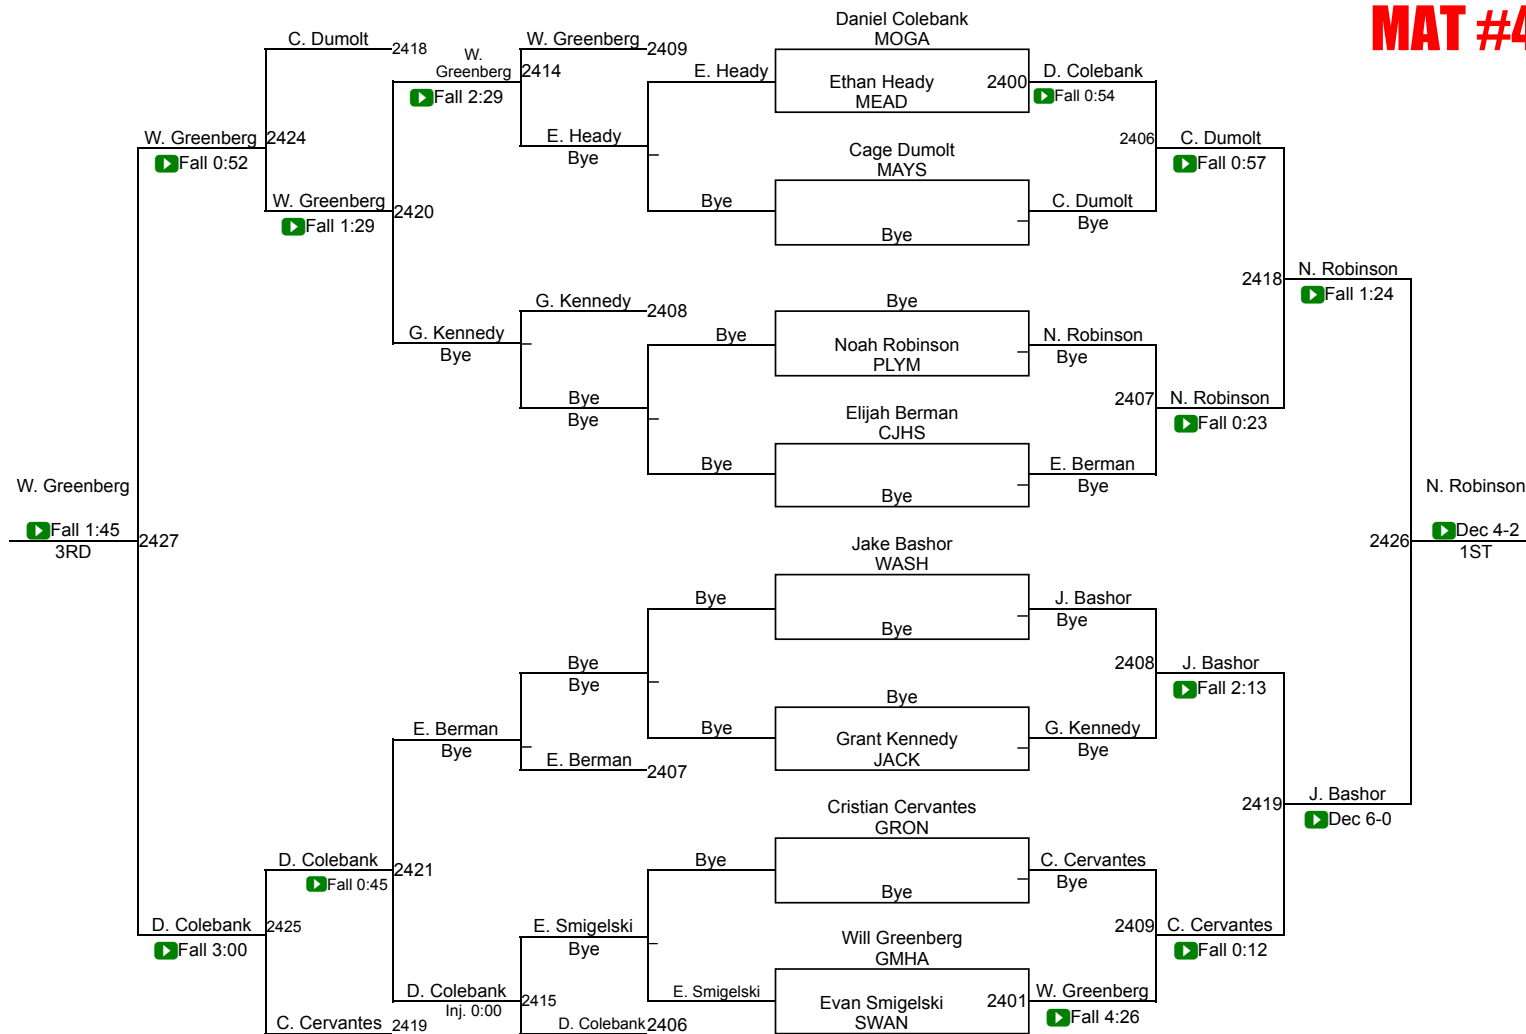 MAT #4
Daniel Colebank
MOGA
C. Dumolt
2418
W. Greenberg
2409
W.
Greenberg
2414
Fall 2:29
E. Heady
Ethan Heady
MEAD
2400
D. Colebank
Fall 0:54
W. Greenberg
2424
Fall 0:52
E. Heady
Bye
Cage Dumolt
MAYS
2406
C. Dumolt
Fall 0:57
W. Greenberg
2420
Fall 1:29
Bye
Bye
C. Dumolt
Bye
2418
N. Robinson
Fall 1:24
G. Kennedy
2408
Bye
G. Kennedy
Bye
Bye
Noah Robinson
PLYM
N. Robinson
Bye
Bye
Bye
Elijah Berman
CJHS
2407
N. Robinson
Fall 0:23
Bye
Bye
E. Berman
Bye
W. Greenberg
Fall 1:45
3RD
2427
N. Robinson
2426
Dec 4-2
1ST
Jake Bashor
WASH
Bye
Bye
J. Bashor
Bye
Bye
Bye
2408
J. Bashor
Fall 2:13
Bye
E. Berman
Bye
Bye
Grant Kennedy
JACK
G. Kennedy
Bye
E. Berman
2407
2419
J. Bashor
Dec 6-0
Cristian Cervantes
GRON
D. Colebank
2421
Fall 0:45
Bye
Bye
C. Cervantes
Bye
D. Colebank
2425
Fall 3:00
E. Smigelski
Bye
Will Greenberg
GMHA
2409
C. Cervantes
Fall 0:12
D. Colebank
2415
Inj. 0:00
E. Smigelski
Evan Smigelski
SWAN
2401
W. Greenberg
Fall 4:26
C. Cervantes
2419
D. Colebank
2406